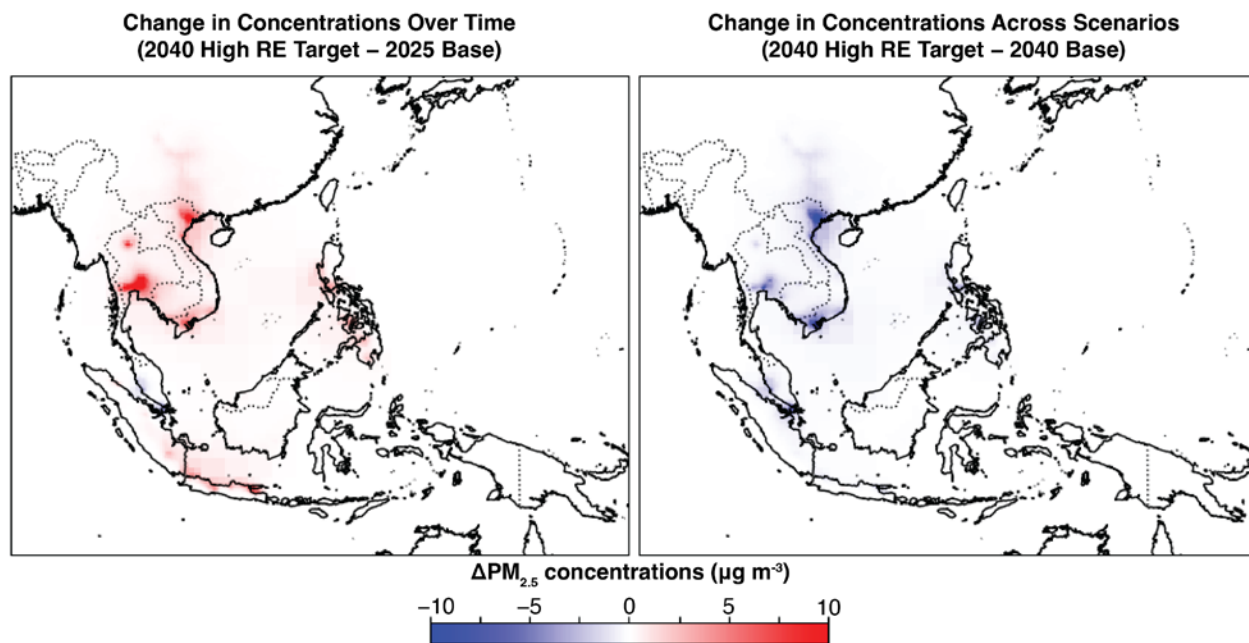 Change in Concentrations Over Time
(2040 High RE Target – 2025 Base)
Change in Concentrations Across Scenarios
(2040 High RE Target – 2040 Base)
ΔPM₂.₅ concentrations (µg m⁻³)
−10 −5 0 5 10